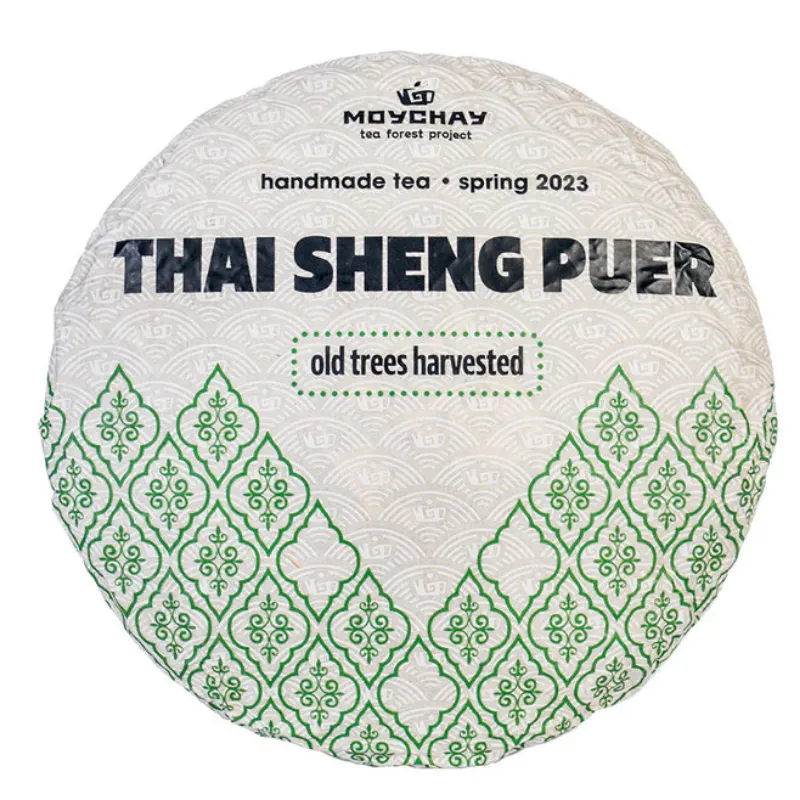 MOYCHAY
tea forest project
handmade tea • spring 2023
THAI SHENG PUER
old trees harvested